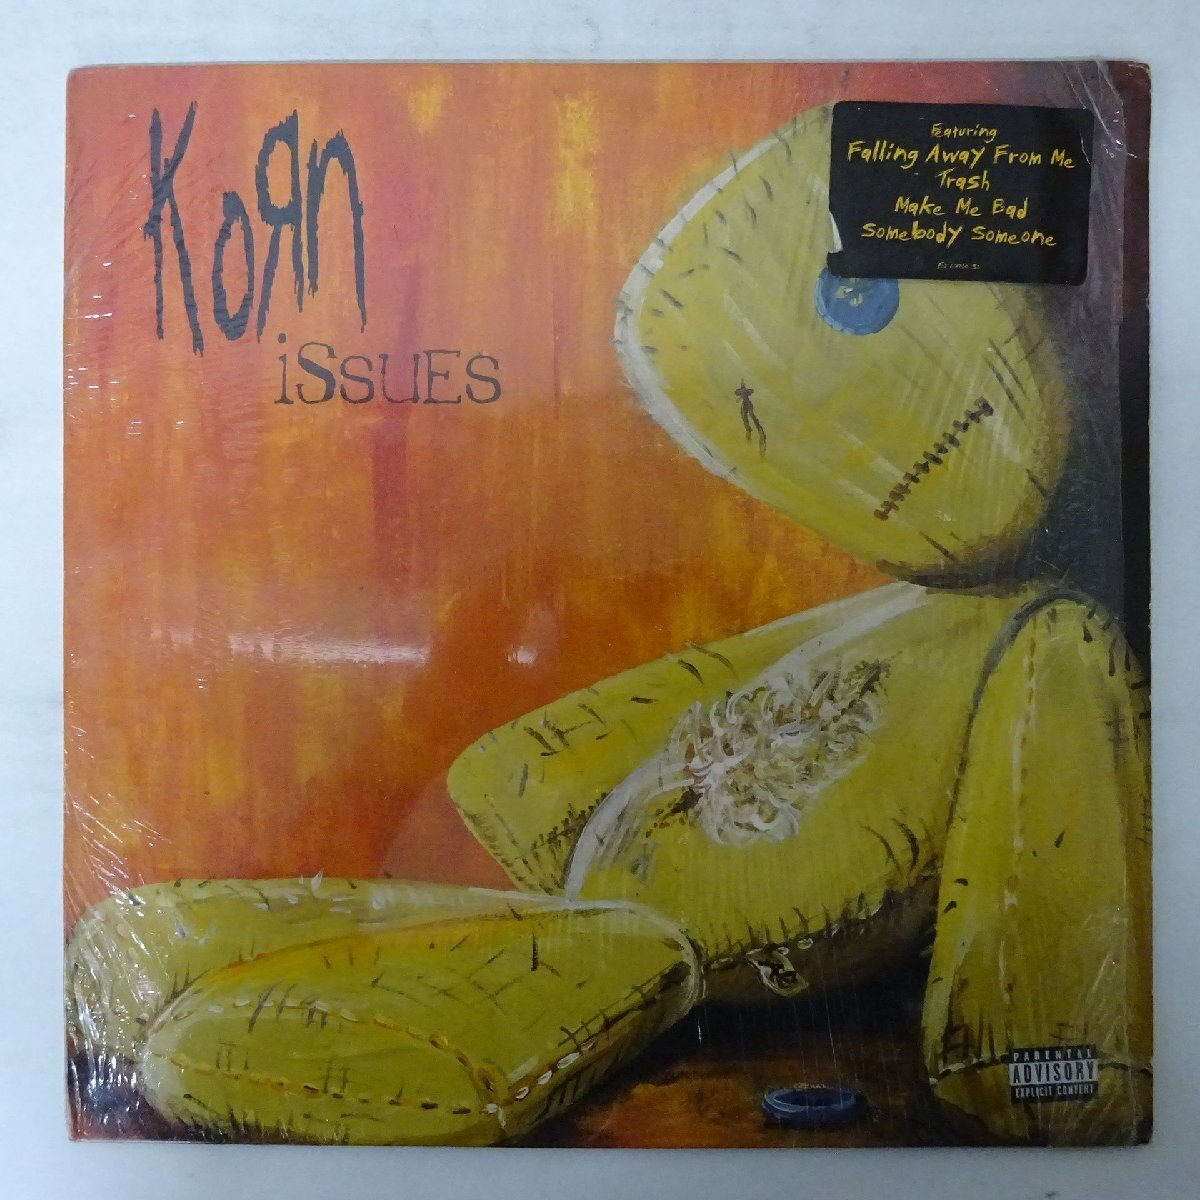 KoЯn
issues
Featuring
Falling Away From Me
Trash
Make Me Bad
Somebody Someone
PARENTAL
ADVISORY
EXPLICIT CONTENT